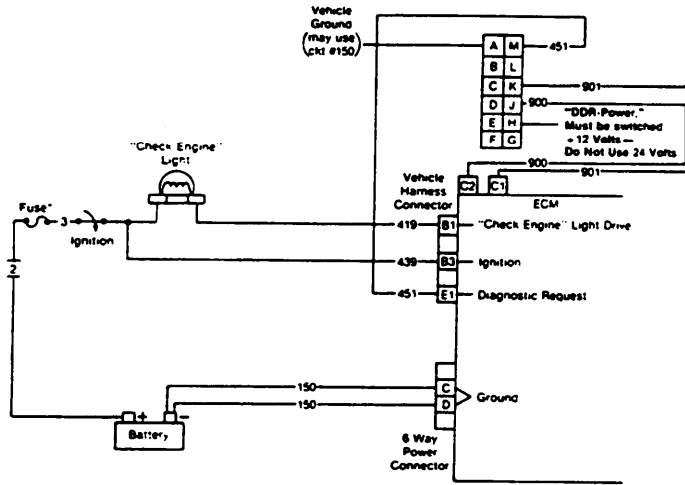 Vehicle
Ground
(may use
ckt #150)
A M 451
B L
C K 901
D J 900
E H
F G
"DDR-Power,"
Must be switched
+ 12 Volts —
Do Not Use 24 Volts
"Check Engine"
Light
Vehicle
Harness
Connector
900
901
C2 C1
ECM
Fuse* 3
Ignition
419 B1 "Check Engine" Light Drive
439 B3 Ignition
2
451 E1 Diagnostic Request
150 C
150 D
Ground
+ −
Battery
6 Way
Power
Connector